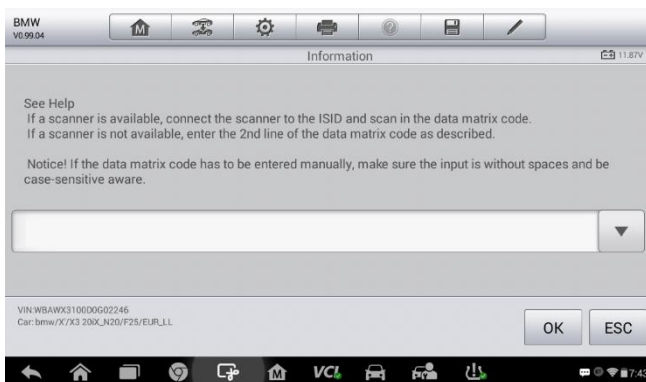 BMW
V0.99.04
M
Information
11.87V
See Help
If a scanner is available, connect the scanner to the ISID and scan in the data matrix code.
If a scanner is not available, enter the 2nd line of the data matrix code as described.
Notice! If the data matrix code has to be entered manually, make sure the input is without spaces and be
case-sensitive aware.
VIN:WBAWX3100D0G02246
Car: bmw/X'/X3 20iX_N20/F25/EUR_LL
OK
ESC
M
VCI
7:43